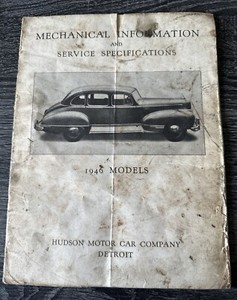 MECHANICAL INFORMATION
AND
SERVICE SPECIFICATIONS
1946 MODELS
HUDSON MOTOR CAR COMPANY
DETROIT